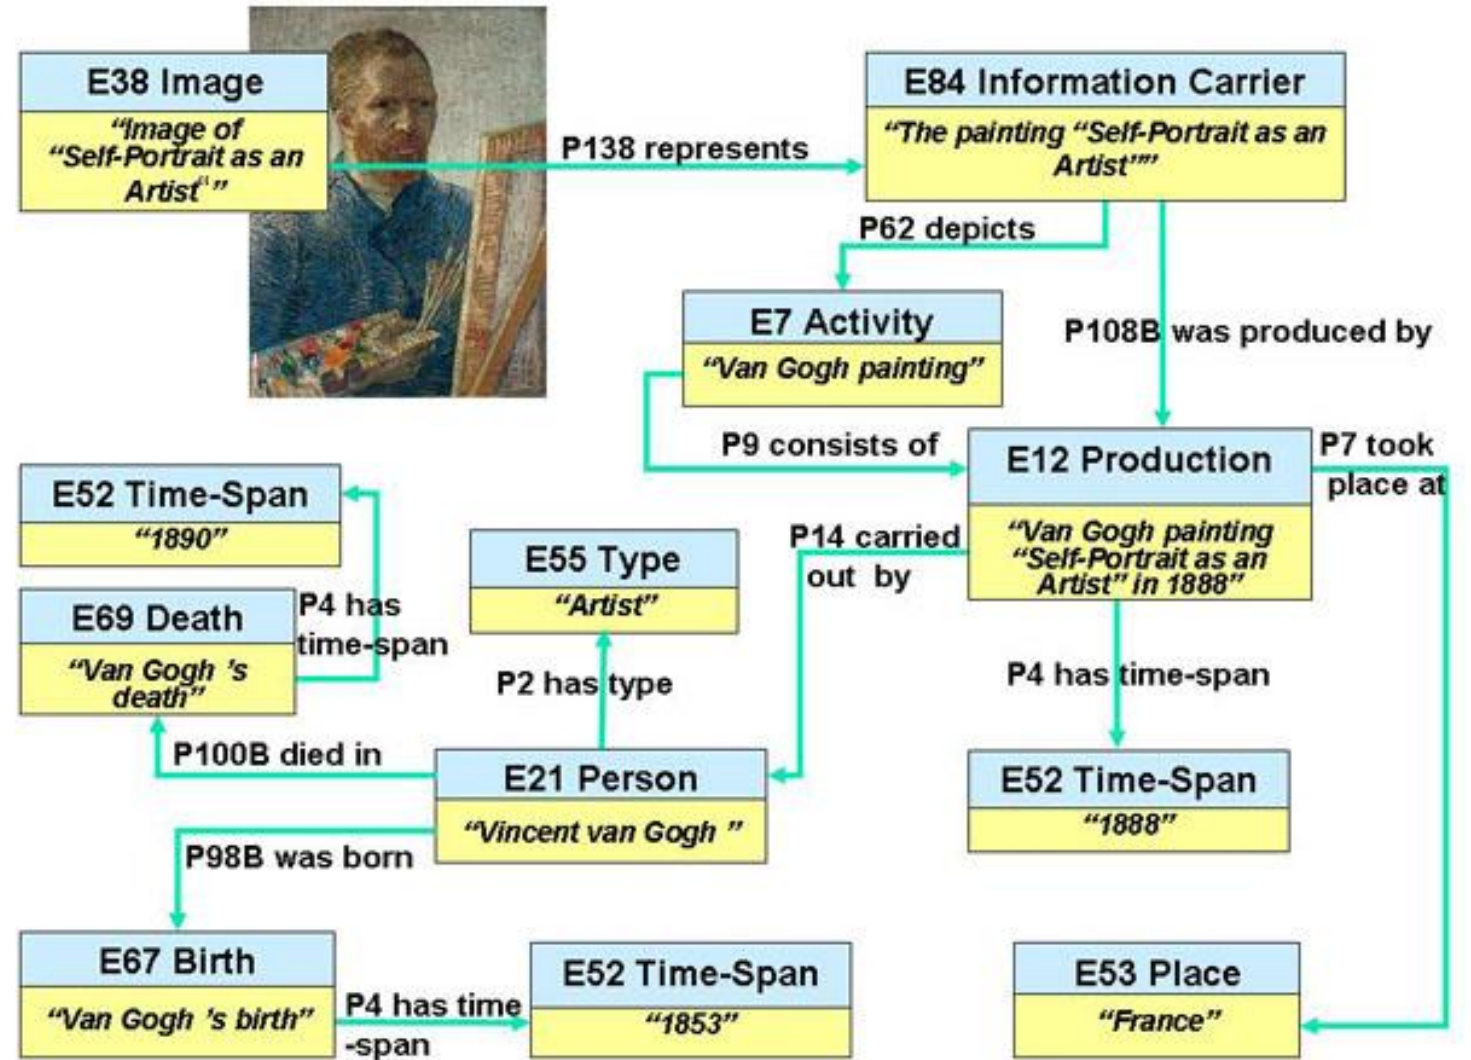 E38 Image
“Image of
“Self-Portrait as an
Artist“”
P138 represents
E84 Information Carrier
“The painting “Self-Portrait as an
Artist””
P62 depicts
E7 Activity
“Van Gogh painting”
P108B was produced by
P9 consists of
E12 Production
“Van Gogh painting
“Self-Portrait as an
Artist” in 1888”
P7 took
place at
E52 Time-Span
“1890”
P14 carried
out by
E55 Type
“Artist”
E69 Death
“Van Gogh 's
death”
P4 has
time-span
P2 has type
P4 has time-span
P100B died in
E21 Person
“Vincent van Gogh ”
E52 Time-Span
“1888”
P98B was born
E67 Birth
“Van Gogh 's birth”
P4 has time
-span
E52 Time-Span
“1853”
E53 Place
“France”